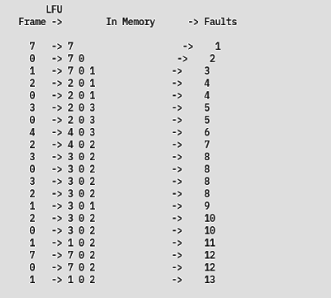 LFU
Frame -> In Memory -> Faults
7 -> 7 -> 1
0 -> 7 0 -> 2
1 -> 7 0 1 -> 3
2 -> 2 0 1 -> 4
0 -> 2 0 1 -> 4
3 -> 2 0 3 -> 5
0 -> 2 0 3 -> 5
4 -> 4 0 3 -> 6
2 -> 4 0 2 -> 7
3 -> 3 0 2 -> 8
0 -> 3 0 2 -> 8
3 -> 3 0 2 -> 8
2 -> 3 0 2 -> 8
1 -> 3 0 1 -> 9
2 -> 3 0 2 -> 10
0 -> 3 0 2 -> 10
1 -> 1 0 2 -> 11
7 -> 7 0 2 -> 12
0 -> 7 0 2 -> 12
1 -> 1 0 2 -> 13